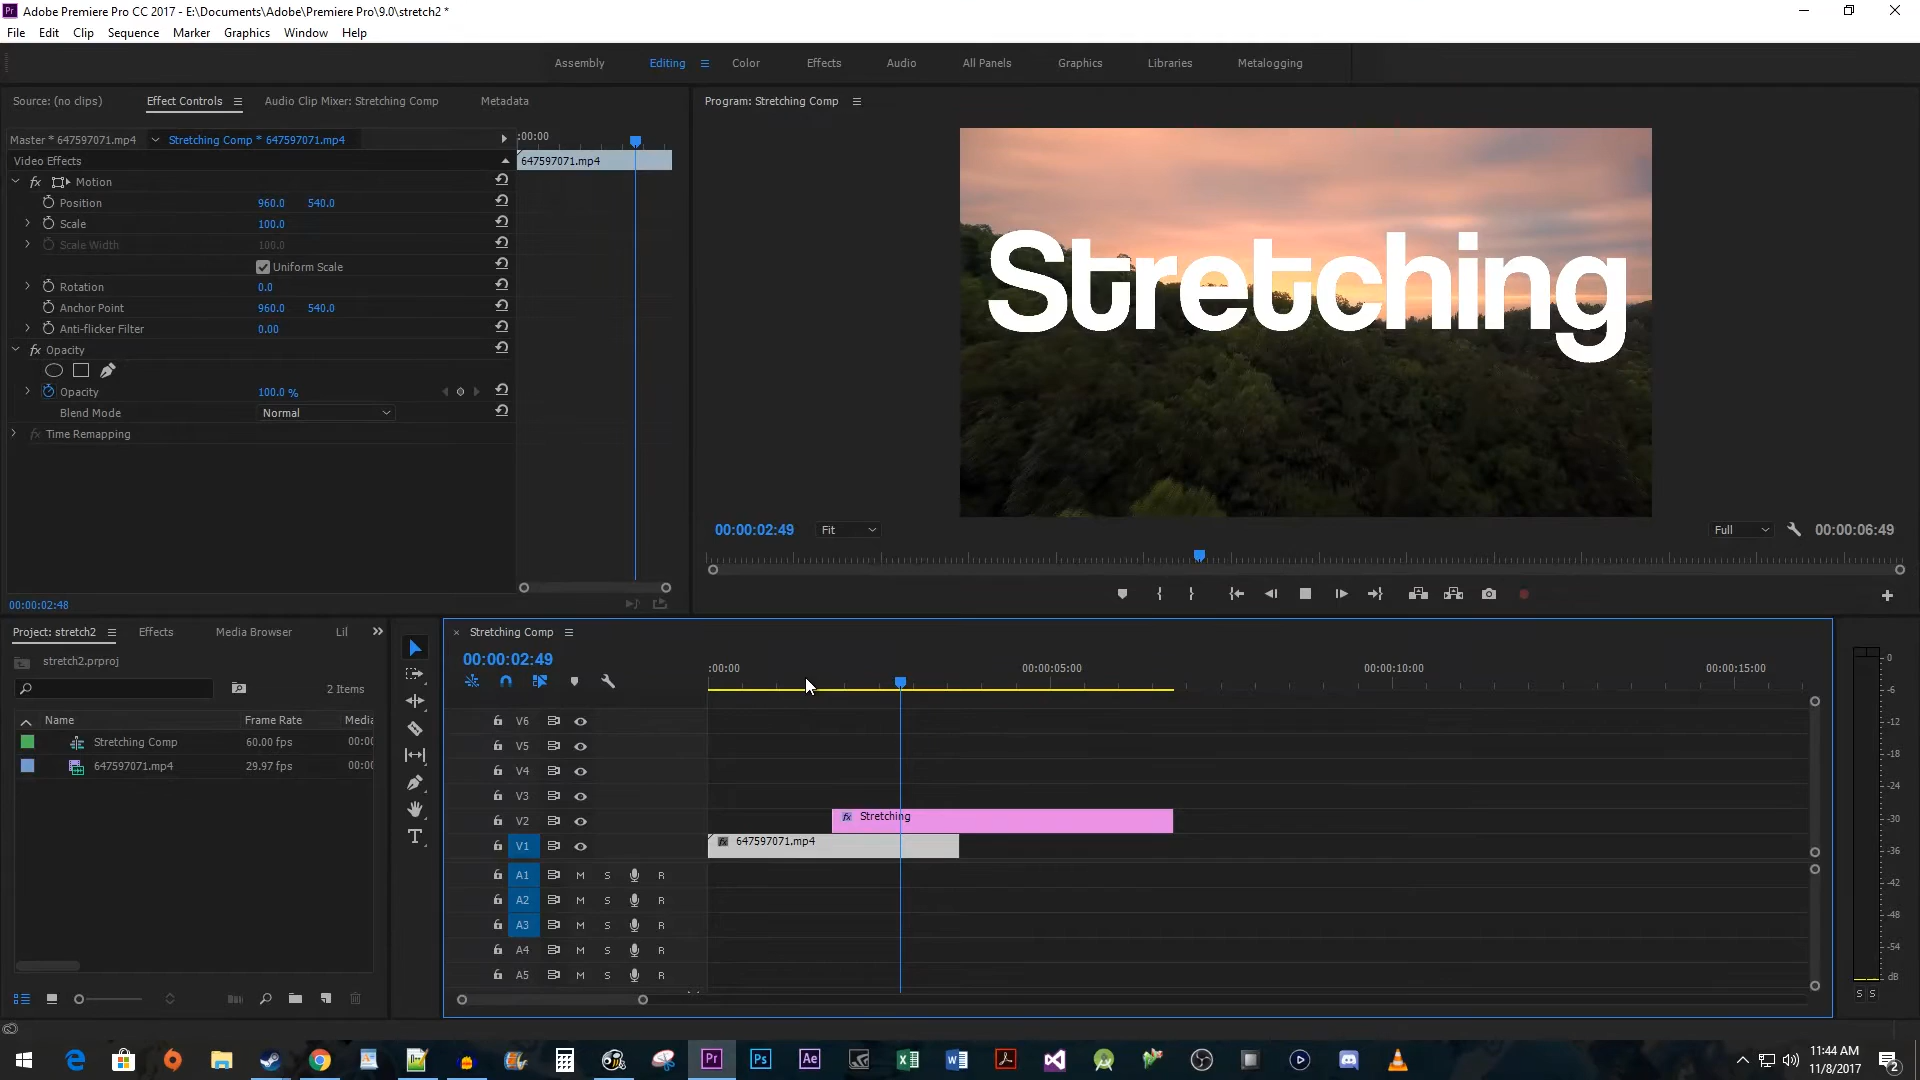 Adobe Premiere Pro CC 2017 - E:\Documents\Adobe\Premiere Pro\9.0\stretch2 *
File Edit Clip Sequence Marker Graphics Window Help
Assembly Editing Color Effects Audio All Panels Graphics Libraries Metalogging
Source: (no clips) Effect Controls Audio Clip Mixer: Stretching Comp Metadata
Master * 647597071.mp4 Stretching Comp * 647597071.mp4
:00:00
Video Effects
647597071.mp4
fx Motion
Position 960.0 540.0
Scale 100.0
Scale Width 100.0
Uniform Scale
Rotation 0.0
Anchor Point 960.0 540.0
Anti-flicker Filter 0.00
fx Opacity
Opacity 100.0 %
Blend Mode Normal
fx Time Remapping
00:00:02:48
Program: Stretching Comp
Stretching
00:00:02:49 Fit Full 00:00:06:49
Project: stretch2 Effects Media Browser Lil
stretch2.prproj
2 Items
Name Frame Rate Media
Stretching Comp 60.00 fps 00:00
647597071.mp4 29.97 fps 00:00
Stretching Comp
00:00:02:49
:00:00 00:00:05:00 00:00:10:00 00:00:15:00
V6
V5
V4
V3
V2 fx Stretching
V1 fx 647597071.mp4
A1 M S R
A2 M S R
A3 M S R
A4 M S R
A5 M S R
0
-6
-12
-18
-24
-30
-36
-42
-48
-54
dB
S S
Pr Ps Ae
11:44 AM
11/8/2017
2